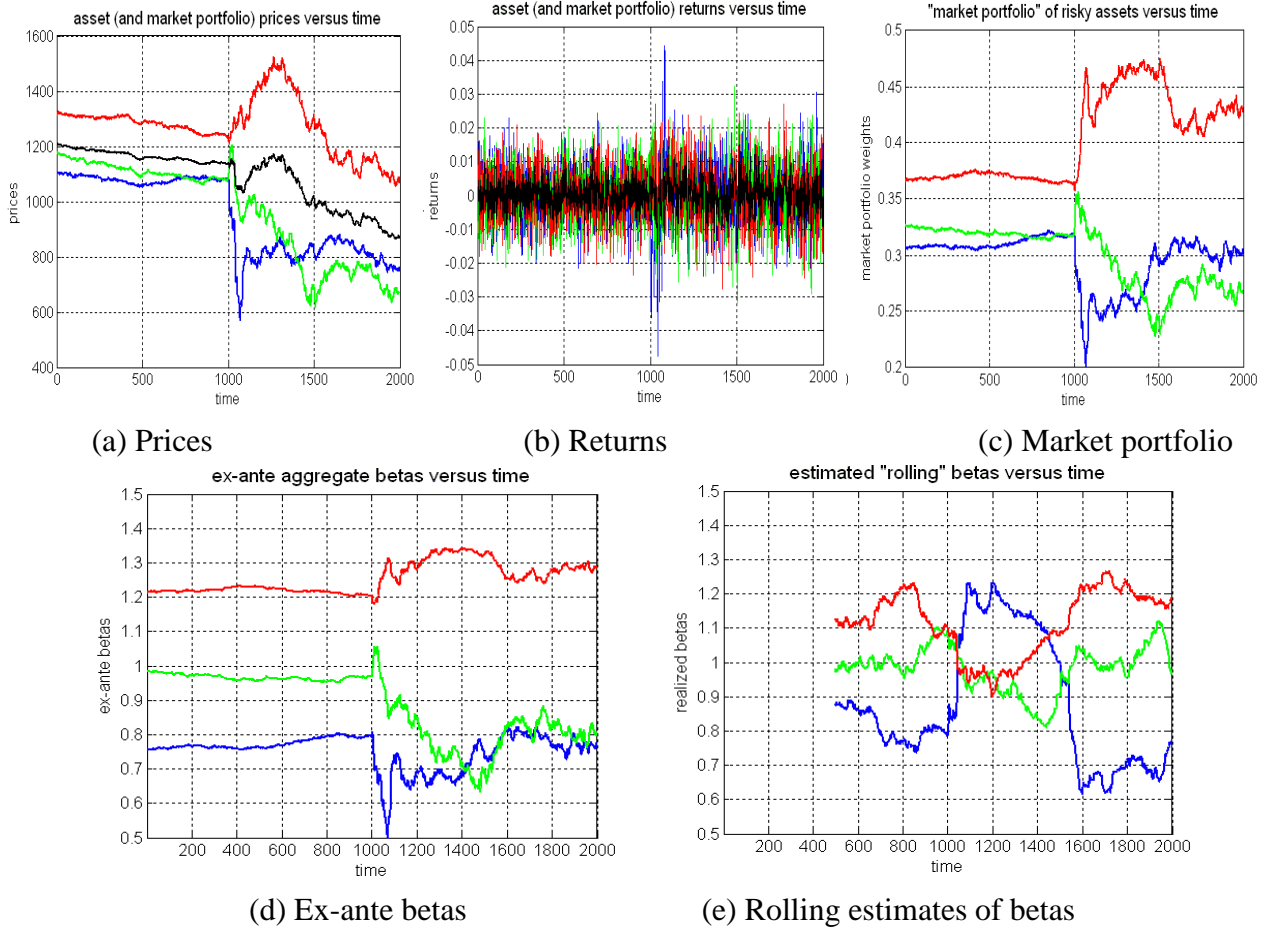 asset (and market portfolio) prices versus time
1600
1400
1200
1000
800
600
400
prices
0
500
1000
1500
2000
time
asset (and market portfolio) returns versus time
0.05
0.04
0.03
0.02
0.01
0
-0.01
-0.02
-0.03
-0.04
-0.05
returns
0
500
1000
1500
2000
time
"market portfolio" of risky assets versus time
0.5
0.45
0.4
0.35
0.3
0.25
0.2
market portfolio weights
0
500
1000
1500
2000
time
(a) Prices
(b) Returns
(c) Market portfolio
ex-ante aggregate betas versus time
1.5
1.4
1.3
1.2
1.1
1
0.9
0.8
0.7
0.6
0.5
ex-ante betas
200 400 600 800 1000 1200 1400 1600 1800 2000
time
estimated "rolling" betas versus time
1.5
1.4
1.3
1.2
1.1
1
0.9
0.8
0.7
0.6
0.5
realized betas
200 400 600 800 1000 1200 1400 1600 1800 2000
time
(d) Ex-ante betas
(e) Rolling estimates of betas